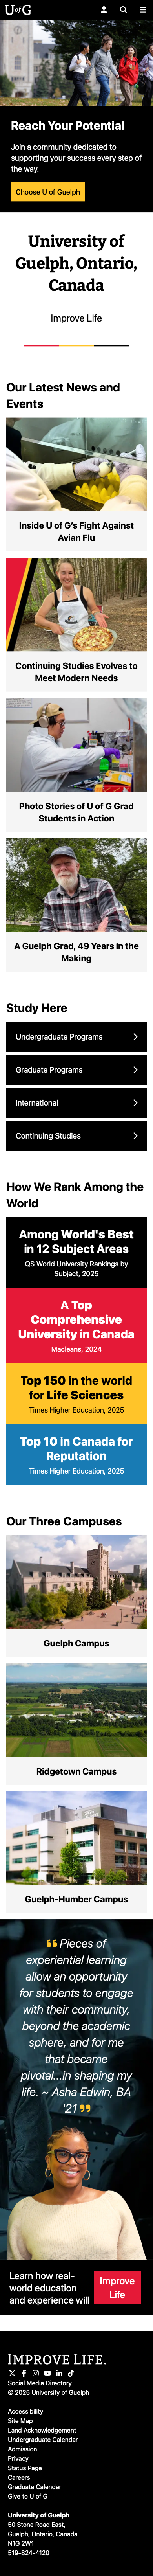 U of G
Reach Your Potential
Join a community dedicated to
supporting your success every step of
the way.
Choose U of Guelph
University of
Guelph, Ontario,
Canada
Improve Life
Our Latest News and
Events
Inside U of G's Fight Against
Avian Flu
Continuing Studies Evolves to
Meet Modern Needs
Photo Stories of U of G Grad
Students in Action
A Guelph Grad, 49 Years in the
Making
Study Here
Undergraduate Programs
Graduate Programs
International
Continuing Studies
How We Rank Among the
World
Among World's Best
in 12 Subject Areas
QS World University Rankings by
Subject, 2025
A Top
Comprehensive
University in Canada
Macleans, 2024
Top 150 in the world
for Life Sciences
Times Higher Education, 2025
Top 10 in Canada for
Reputation
Times Higher Education, 2025
Our Three Campuses
Guelph Campus
Ridgetown Campus
Guelph-Humber Campus
“ Pieces of
experiential learning
allow an opportunity
for students to engage
with their community,
beyond the academic
sphere, and for me
that became
pivotal...in shaping my
life. ~ Asha Edwin, BA
'21 ”
Learn how real-
world education
and experience will
Improve
Life
IMPROVE LIFE.
Social Media Directory
© 2025 University of Guelph
Accessibility
Site Map
Land Acknowledgement
Undergraduate Calendar
Admission
Privacy
Status Page
Careers
Graduate Calendar
Give to U of G
University of Guelph
50 Stone Road East,
Guelph, Ontario, Canada
N1G 2W1
519-824-4120